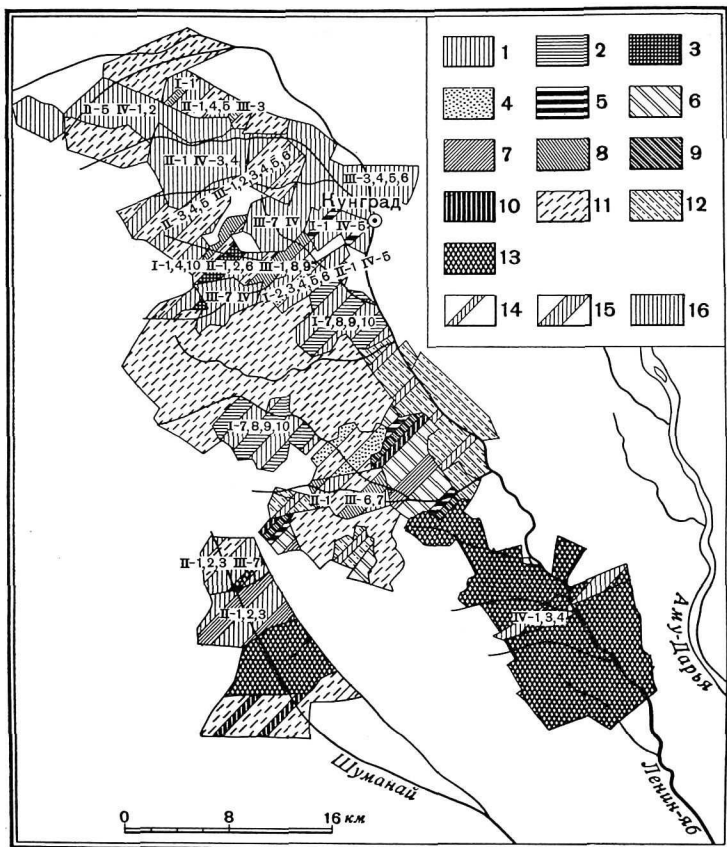 1 2 3
4 5 6
7 8 9
10 11 12
13
14 15 16
I-1
II-5 IV-1,2
II-1,4,5 III-3
II-1 IV-3,4
III-3,4,5,6
II-1,2,3,4,5,6
II-3,4,5
Кунград
III-7 IV
I-1 IV-5
I-1,4,10 II-1,2,6 III-1,8,9
II-1 IV-5
I-2,3,4,5,6
III-7 IV
I-7,8,9,10
I-7,8,9,10
II-1 III-6,7
II-1,2,3 III-7
II-1,2,3
IV-1,3,4
Аму-Дарья
Шуманай
Ленин-яб
0 8 16 км